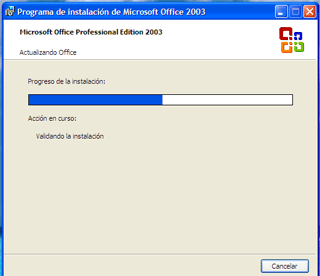 Programa de instalación de Microsoft Office 2003
Microsoft Office Professional Edition 2003
Actualizando Office
Progreso de la instalación:
Acción en curso:
Validando la instalación
Cancelar